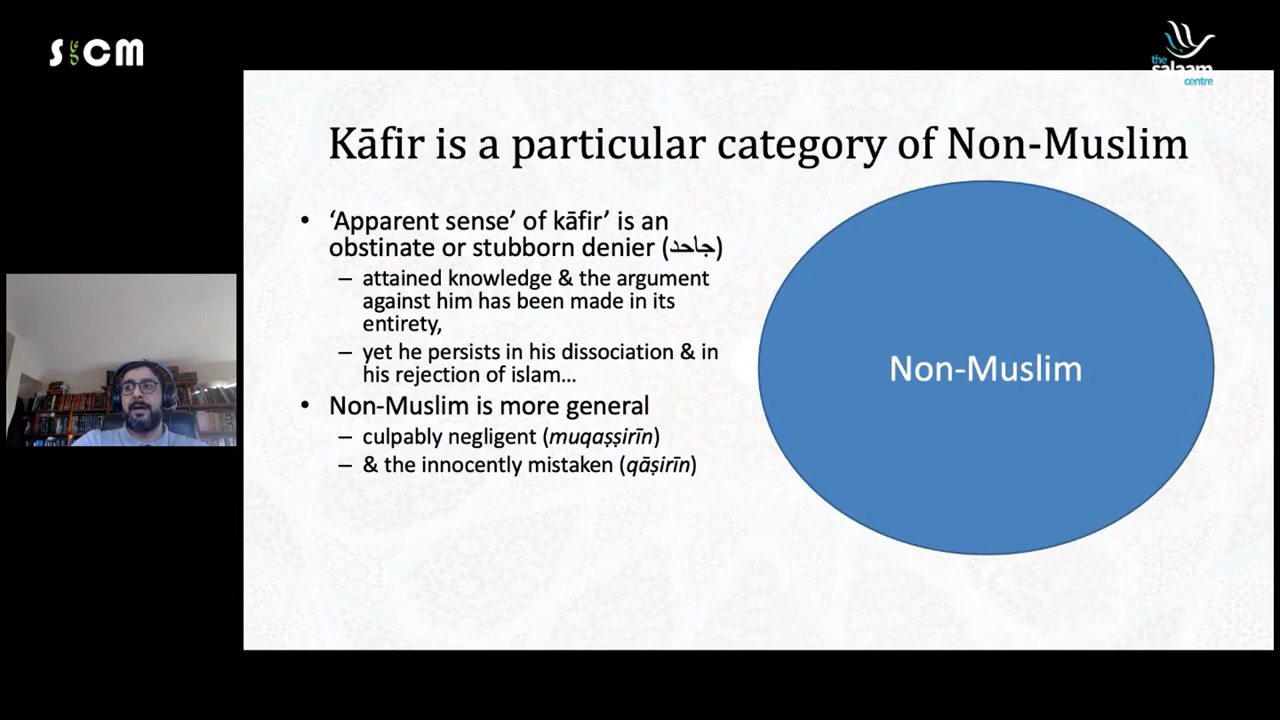 SICM
the
salaam
centre
Kāfir is a particular category of Non-Muslim
• ‘Apparent sense’ of kāfir’ is an
obstinate or stubborn denier (جاحد)
– attained knowledge & the argument
against him has been made in its
entirety,
– yet he persists in his dissociation & in
his rejection of islam…
• Non-Muslim is more general
– culpably negligent (muqaṣṣirīn)
– & the innocently mistaken (qāṣirīn)
Non-Muslim